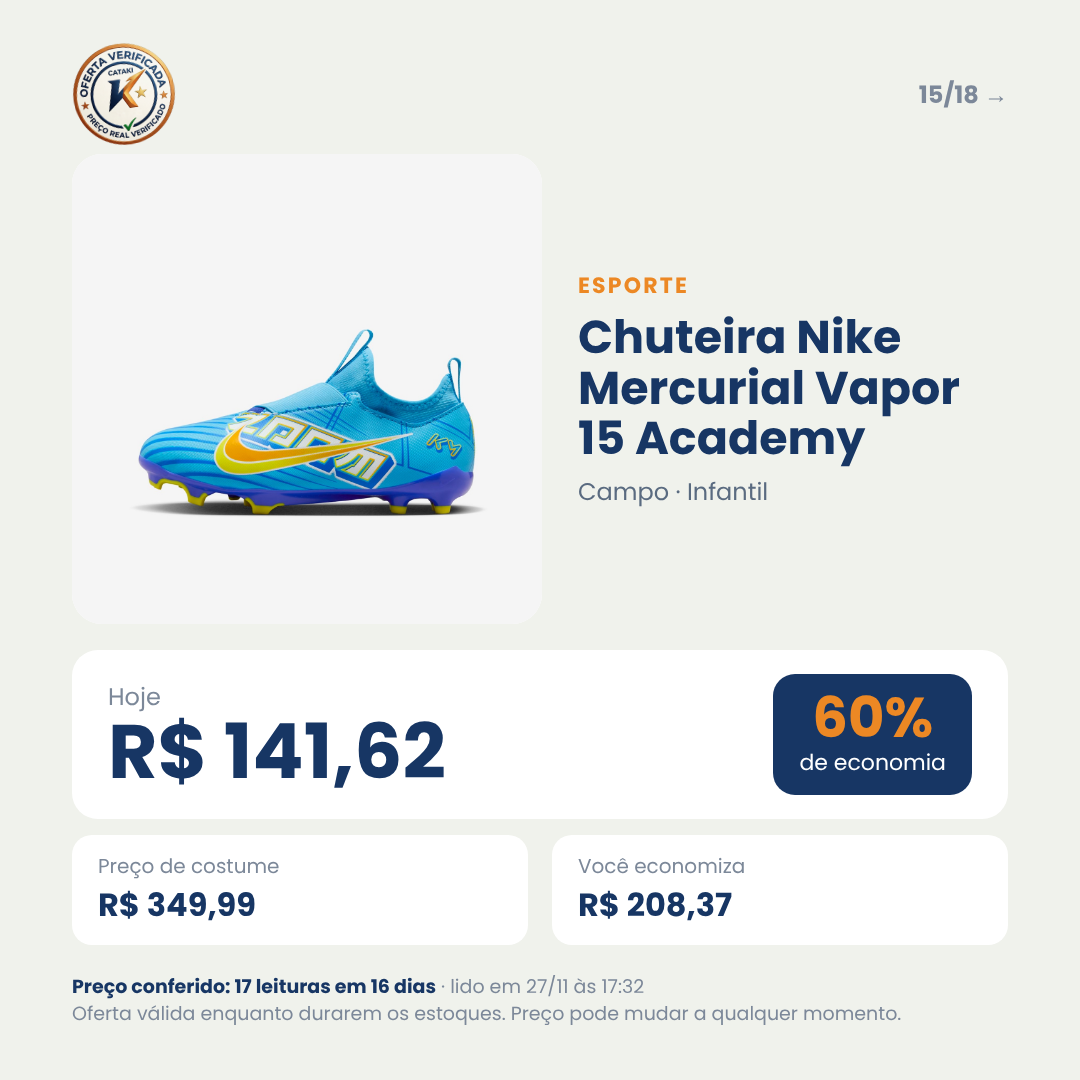 OFERTA VERIFICADA
CATAKI
K
PREÇO REAL VERIFICADO
15/18 →
ZOOM
KM
ESPORTE
Chuteira Nike
Mercurial Vapor
15 Academy
Campo · Infantil
Hoje
R$ 141,62
60%
de economia
Preço de costume
R$ 349,99
Você economiza
R$ 208,37
Preço conferido: 17 leituras em 16 dias · lido em 27/11 às 17:32
Oferta válida enquanto durarem os estoques. Preço pode mudar a qualquer momento.